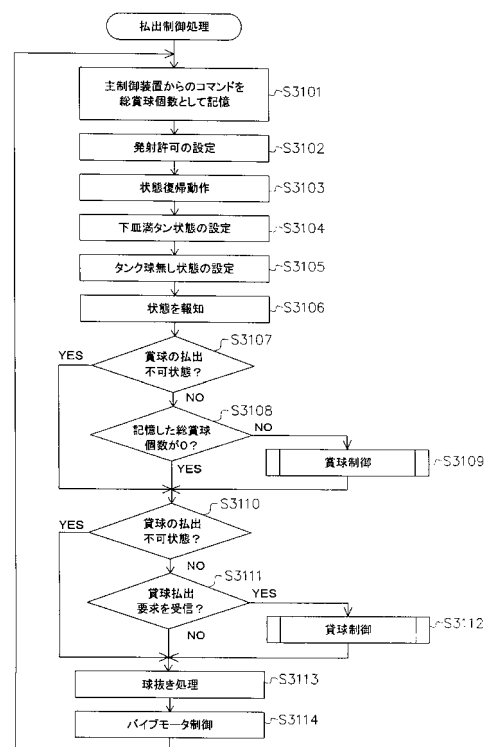 払出制御処理
主制御装置からのコマンドを
総賞球個数として記憶
S3101
発射許可の設定
S3102
状態復帰動作
S3103
下皿満タン状態の設定
S3104
タンク球無し状態の設定
S3105
状態を報知
S3106
S3107
YES
賞球の払出
不可状態?
NO
S3108
記憶した総賞球
個数が0?
NO
YES
賞球制御
S3109
S3110
YES
貸球の払出
不可状態?
NO
S3111
貸球払出
要求を受信?
YES
NO
貸球制御
S3112
球抜き処理
S3113
バイブモータ制御
S3114